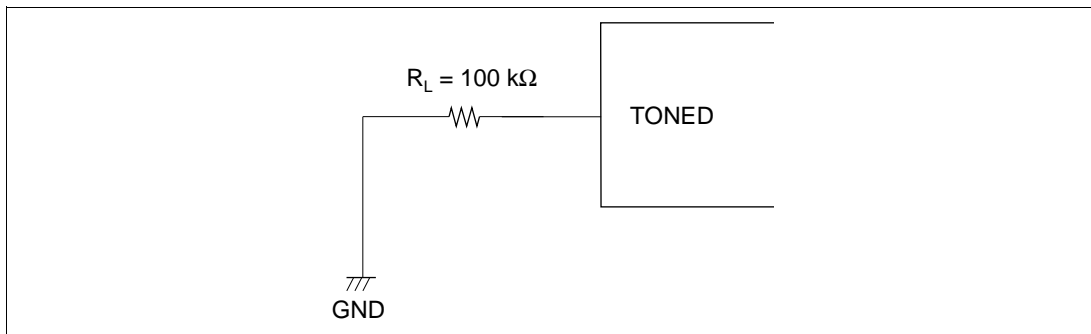 R_L = 100 kΩ
TONED
GND